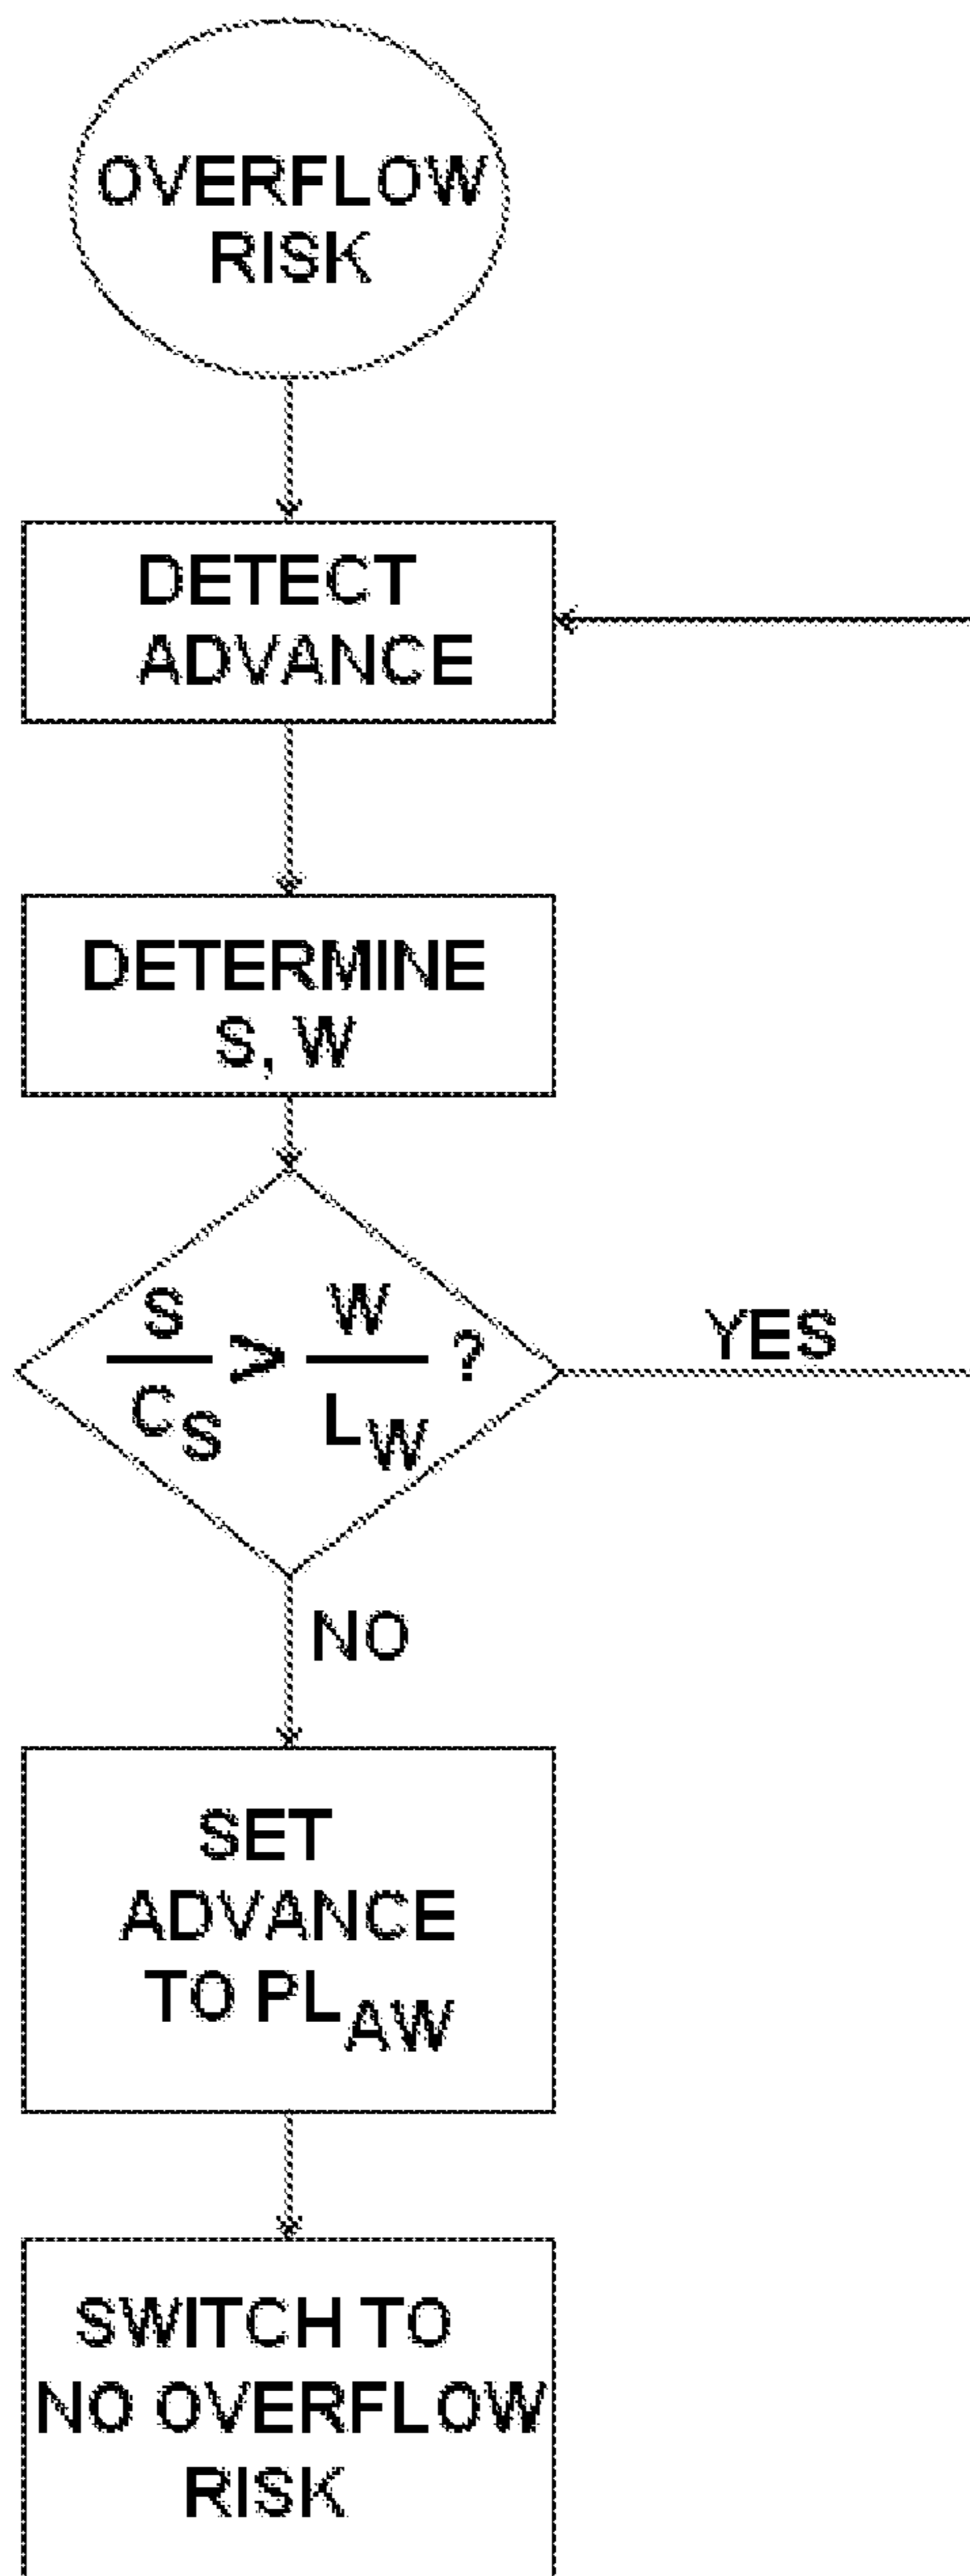 OVERFLOW
RISK
DETECT
ADVANCE
DETERMINE
S, W
S/C_S > W/L_W ?
YES
NO
SET
ADVANCE
TO PL_AW
SWITCH TO
NO OVERFLOW
RISK